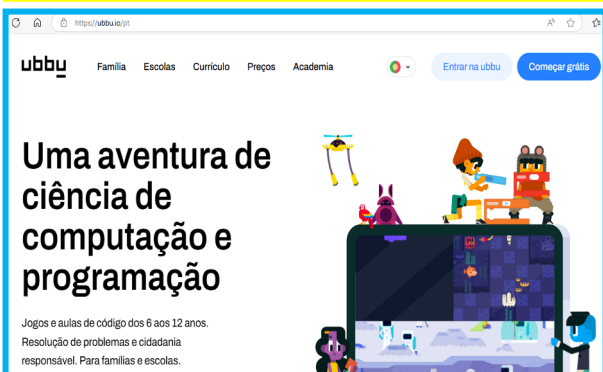 https://ubbu.io/pt
ubbu Família Escolas Currículo Preços Academia Entrar na ubbu Começar grátis
Uma aventura de
ciência de
computação e
programação
Jogos e aulas de código dos 6 aos 12 anos.
Resolução de problemas e cidadania
responsável. Para famílias e escolas.